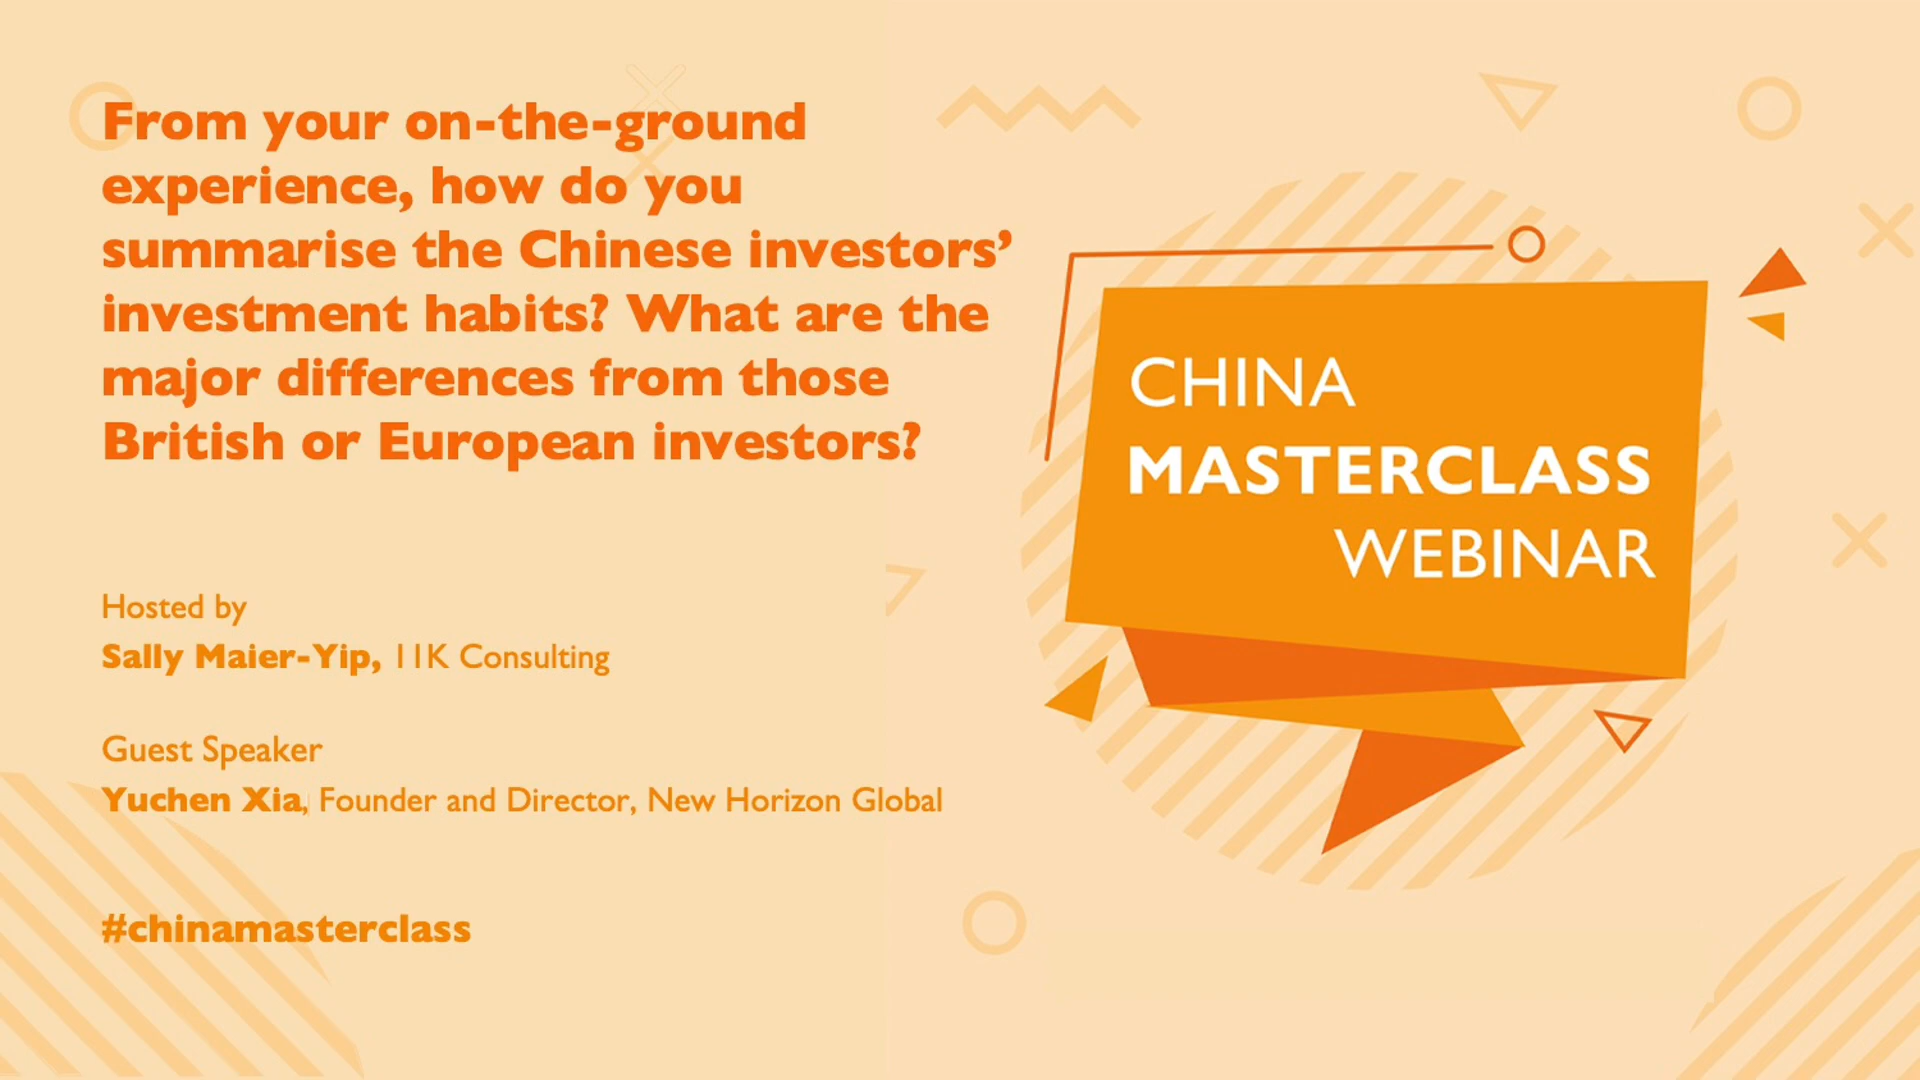 From your on-the-ground
experience, how do you
summarise the Chinese investors’
investment habits? What are the
major differences from those
British or European investors?
Hosted by
Sally Maier-Yip, 11K Consulting
Guest Speaker
Yuchen Xia, Founder and Director, New Horizon Global
#chinamasterclass
CHINA
MASTERCLASS
WEBINAR